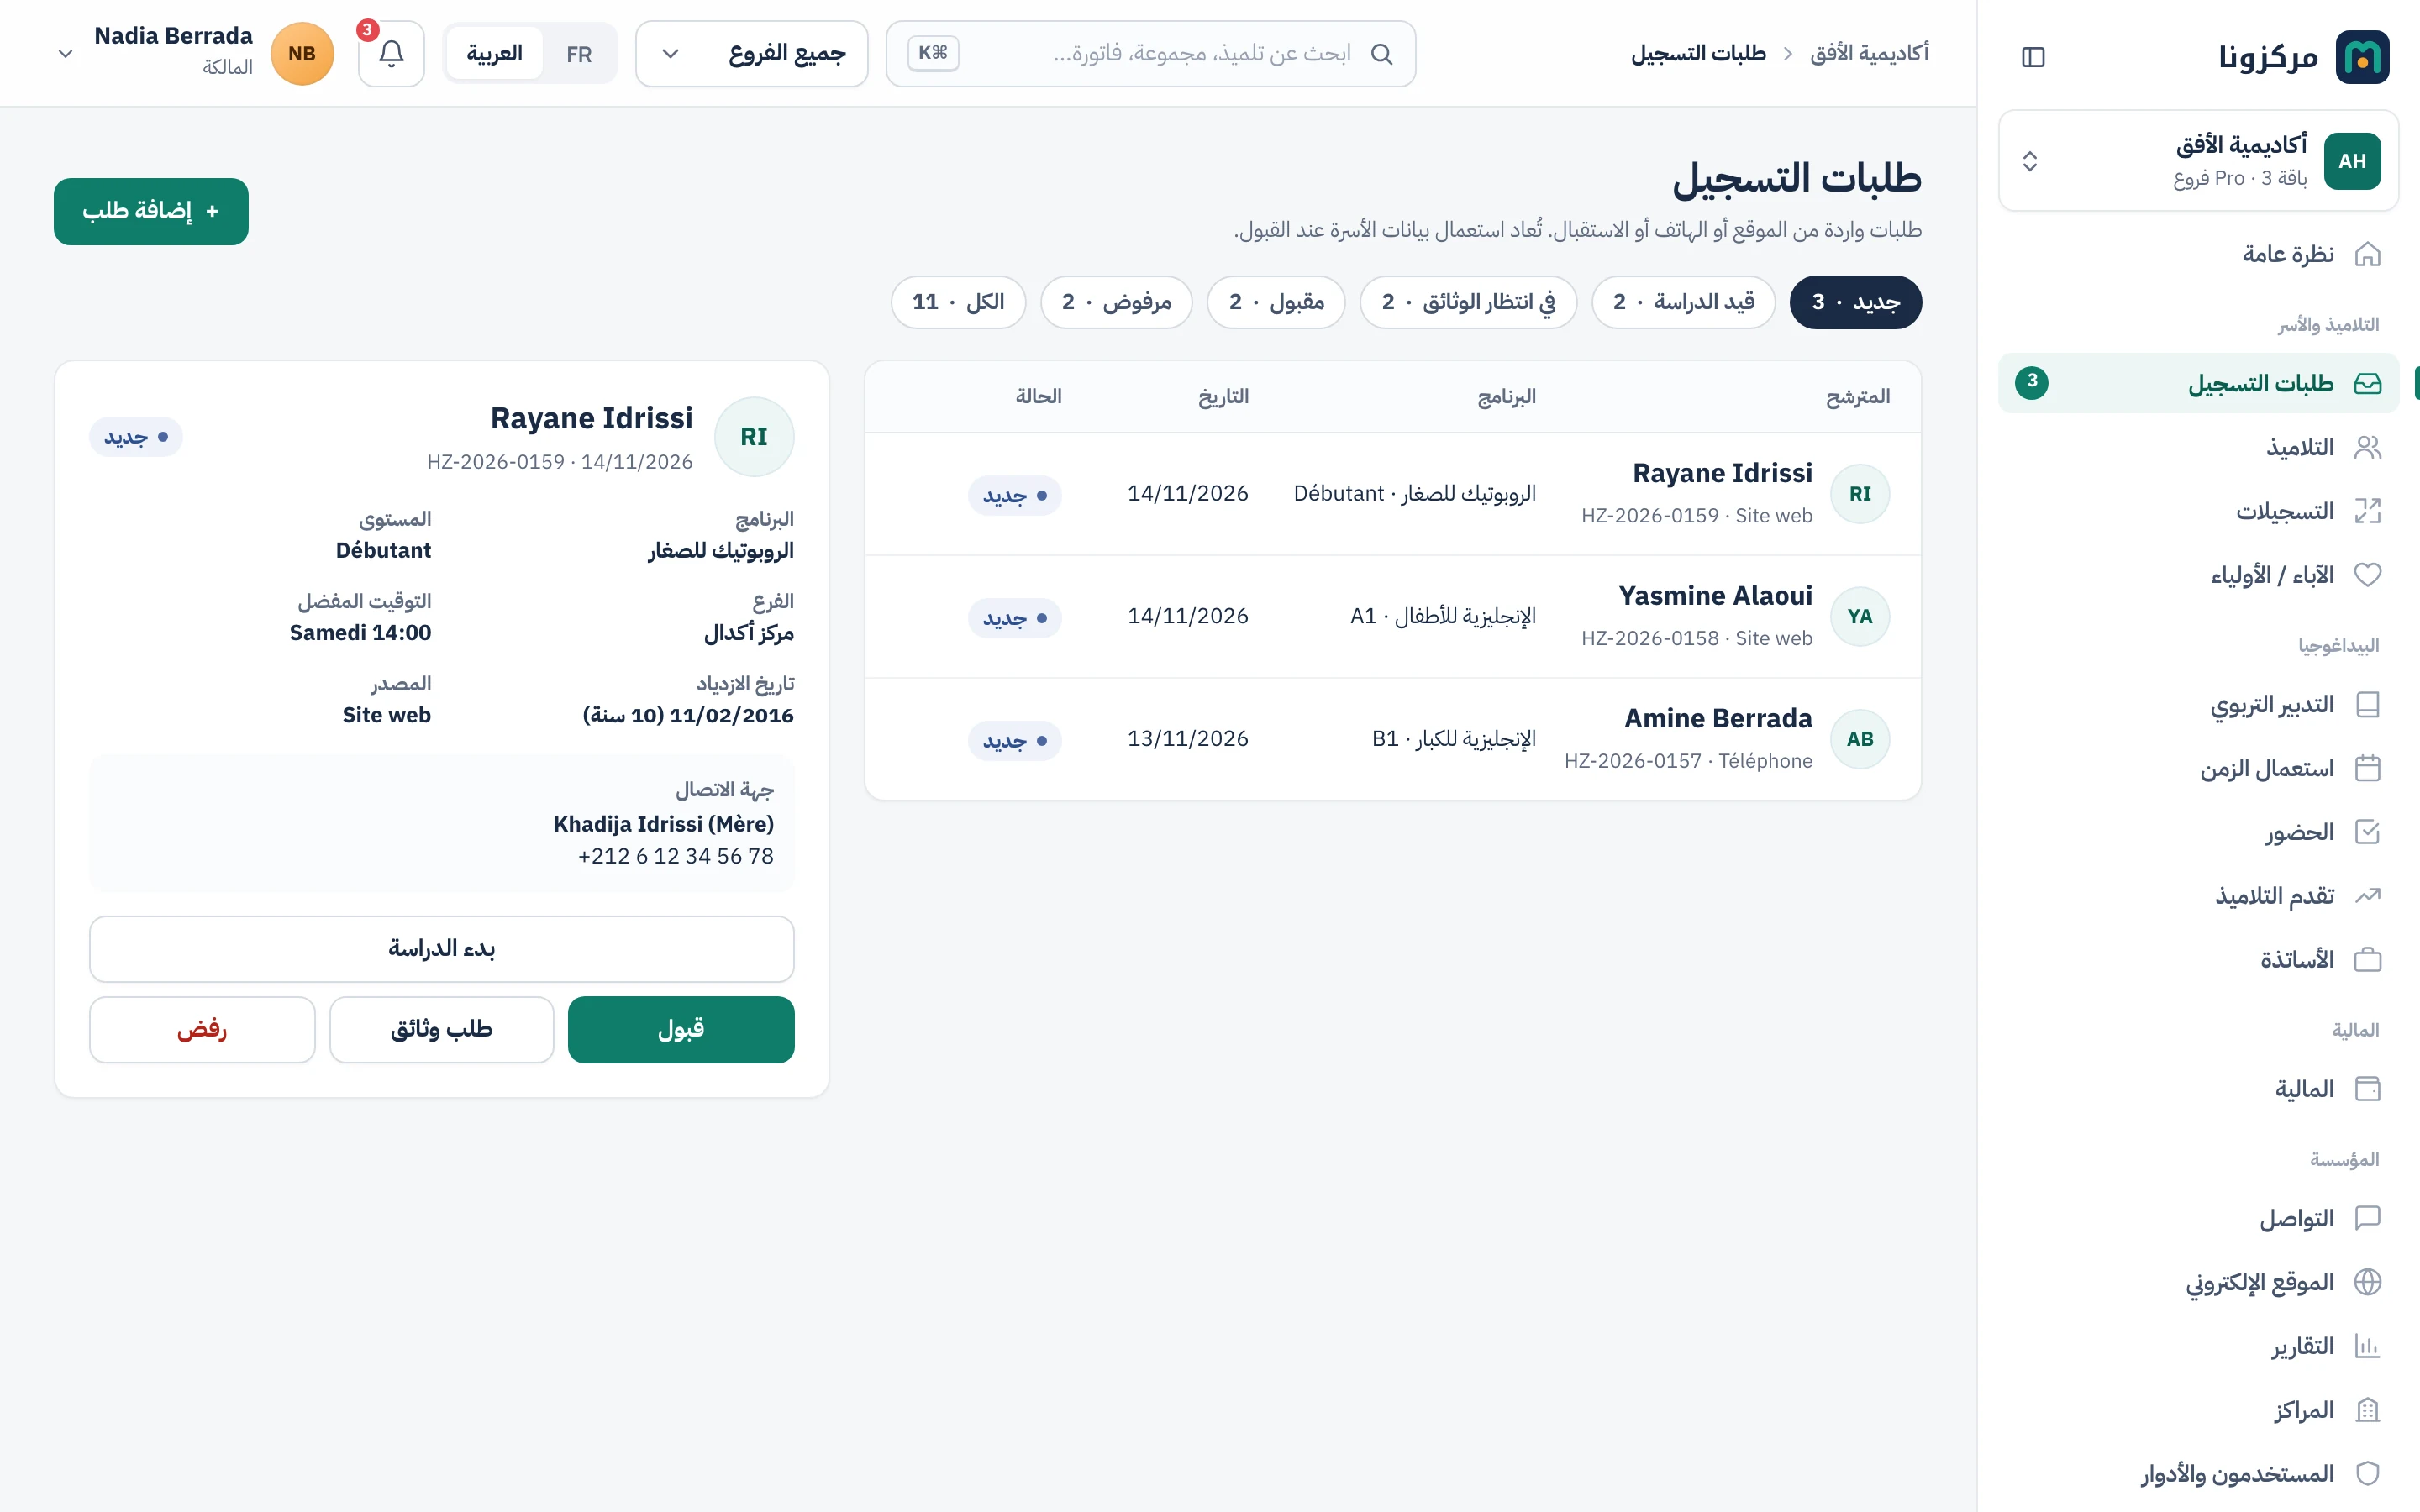 مركزونا
AH
أكاديمية الأفق
باقة Pro · 3 فروع
نظرة عامة
التلاميذ والأسر
طلبات التسجيل
3
التلاميذ
التسجيلات
الآباء / الأولياء
البيداغوجيا
التدبير التربوي
استعمال الزمن
الحضور
تقدم التلاميذ
الأساتذة
المالية
المالية
المؤسسة
التواصل
الموقع الإلكتروني
التقارير
المراكز
المستخدمون والأدوار
أكاديمية الأفق
طلبات التسجيل
ابحث عن تلميذ، مجموعة، فاتورة...
⌘K
جميع الفروع
FR
العربية
3
NB
Nadia Berrada
المالكة
طلبات التسجيل
طلبات واردة من الموقع أو الهاتف أو الاستقبال. تُعاد استعمال بيانات الأسرة عند القبول.
+ إضافة طلب
جديد · 3
قيد الدراسة · 2
في انتظار الوثائق · 2
مقبول · 2
مرفوض · 2
الكل · 11
المترشح البرنامج التاريخ الحالة
RI
Rayane Idrissi
HZ-2026-0159 · Site web
الروبوتيك للصغار · Débutant
14/11/2026
جديد
YA
Yasmine Alaoui
HZ-2026-0158 · Site web
الإنجليزية للأطفال · A1
14/11/2026
جديد
AB
Amine Berrada
HZ-2026-0157 · Téléphone
الإنجليزية للكبار · B1
13/11/2026
جديد
RI
Rayane Idrissi
HZ-2026-0159 · 14/11/2026
جديد
البرنامج
الروبوتيك للصغار
المستوى
Débutant
الفرع
مركز أكدال
التوقيت المفضل
Samedi 14:00
تاريخ الازدياد
11/02/2016 (10 سنة)
المصدر
Site web
جهة الاتصال
Khadija Idrissi (Mère)
+212 6 12 34 56 78
بدء الدراسة
قبول
طلب وثائق
رفض